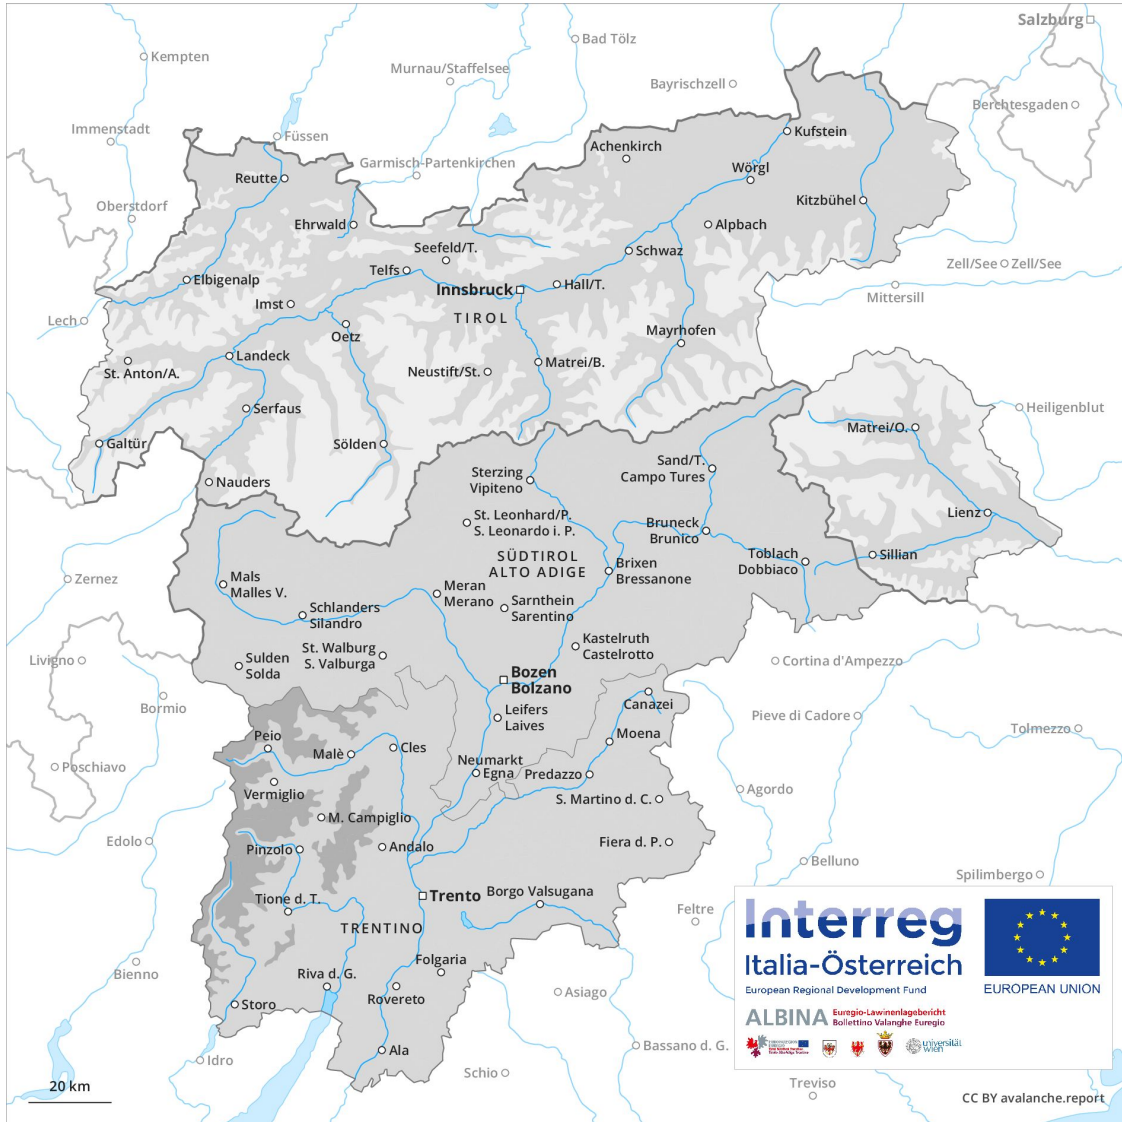 Salzburg
Bad Tölz
Kempten
Murnau/Staffelsee
Bayrischzell
Berchtesgaden
Immenstadt
Füssen
Kufstein
Achenkirch
Garmisch-Partenkirchen
Wörgl
Reutte
Kitzbühel
Oberstdorf
Ehrwald
Alpbach
Seefeld/T.
Schwaz
Telfs
Zell/See
Zell/See
Elbigenalp
Hall/T.
Innsbruck
Mittersill
Imst
TIROL
Lech
Oetz
Mayrhofen
Landeck
Matrei/B.
St. Anton/A.
Neustift/St.
Serfaus
Heiligenblut
Matrei/O.
Galtür
Sölden
Sand/T.
Campo Tures
Sterzing
Vipiteno
Nauders
Lienz
St. Leonhard/P.
S. Leonardo i. P.
Bruneck
Brunico
SÜDTIROL
ALTO ADIGE
Toblach
Dobbiaco
Sillian
Brixen
Bressanone
Zernez
Mals
Malles V.
Meran
Merano
Sarnthein
Sarentino
Schlanders
Silandro
Kastelruth
Castelrotto
St. Walburg
S. Valburga
Livigno
Sulden
Solda
Cortina d'Ampezzo
Bozen
Bolzano
Bormio
Canazei
Leifers
Laives
Pieve di Cadore
Tolmezzo
Peio
Moena
Malè
Cles
Neumarkt
Egna
Predazzo
Poschiavo
Vermiglio
Agordo
S. Martino d. C.
M. Campiglio
Edolo
Fiera d. P.
Pinzolo
Andalo
Belluno
Spilimbergo
Trento
Borgo Valsugana
Tione d. T.
Feltre
TRENTINO
Interreg
Italia-Österreich
European Regional Development Fund
EUROPEAN UNION
Bienno
Folgaria
Riva d. G.
Rovereto
Asiago
Storo
ALBINA
Euregio-Lawinenlagebericht
Bollettino Valanghe Euregio
universität
wien
Bassano d. G.
Ala
Idro
Schio
Treviso
20 km
CC BY avalanche.report